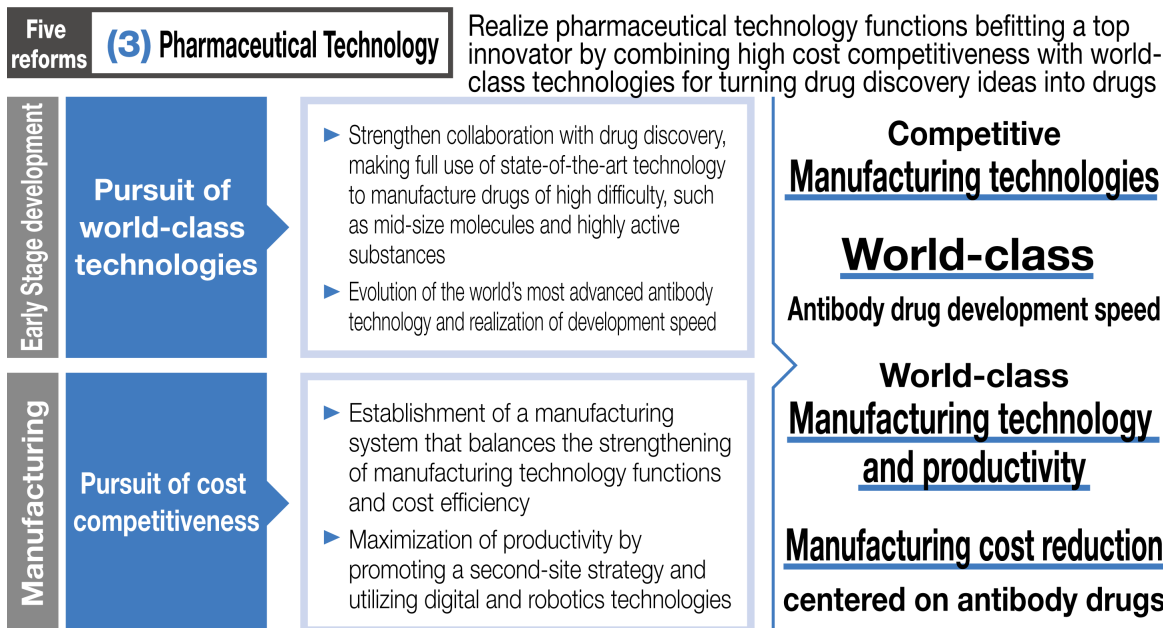 Five
reforms
(3) Pharmaceutical Technology
Realize pharmaceutical technology functions befitting a top
innovator by combining high cost competitiveness with world-
class technologies for turning drug discovery ideas into drugs
Early Stage development
Pursuit of
world-class
technologies
► Strengthen collaboration with drug discovery,
making full use of state-of-the-art technology
to manufacture drugs of high difficulty, such
as mid-size molecules and highly active
substances
► Evolution of the world's most advanced antibody
technology and realization of development speed
Manufacturing
Pursuit of cost
competitiveness
► Establishment of a manufacturing
system that balances the strengthening
of manufacturing technology functions
and cost efficiency
► Maximization of productivity by
promoting a second-site strategy and
utilizing digital and robotics technologies
Competitive
Manufacturing technologies
World-class
Antibody drug development speed
World-class
Manufacturing technology
and productivity
Manufacturing cost reduction
centered on antibody drugs